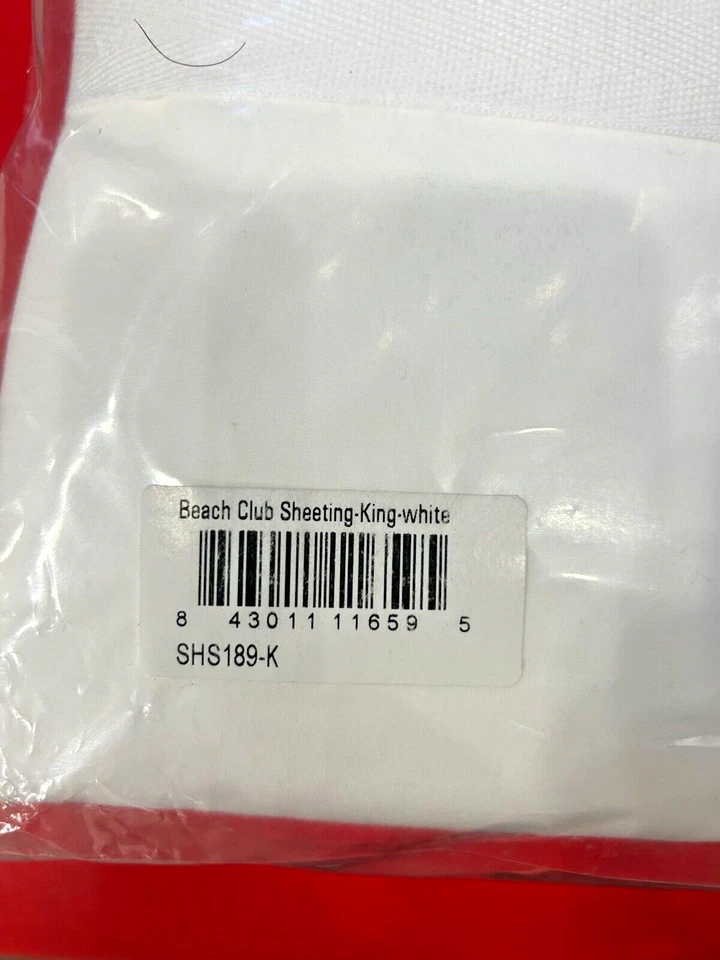 Beach Club Sheeting-King-white
8 43011 11659 5
SHS189-K